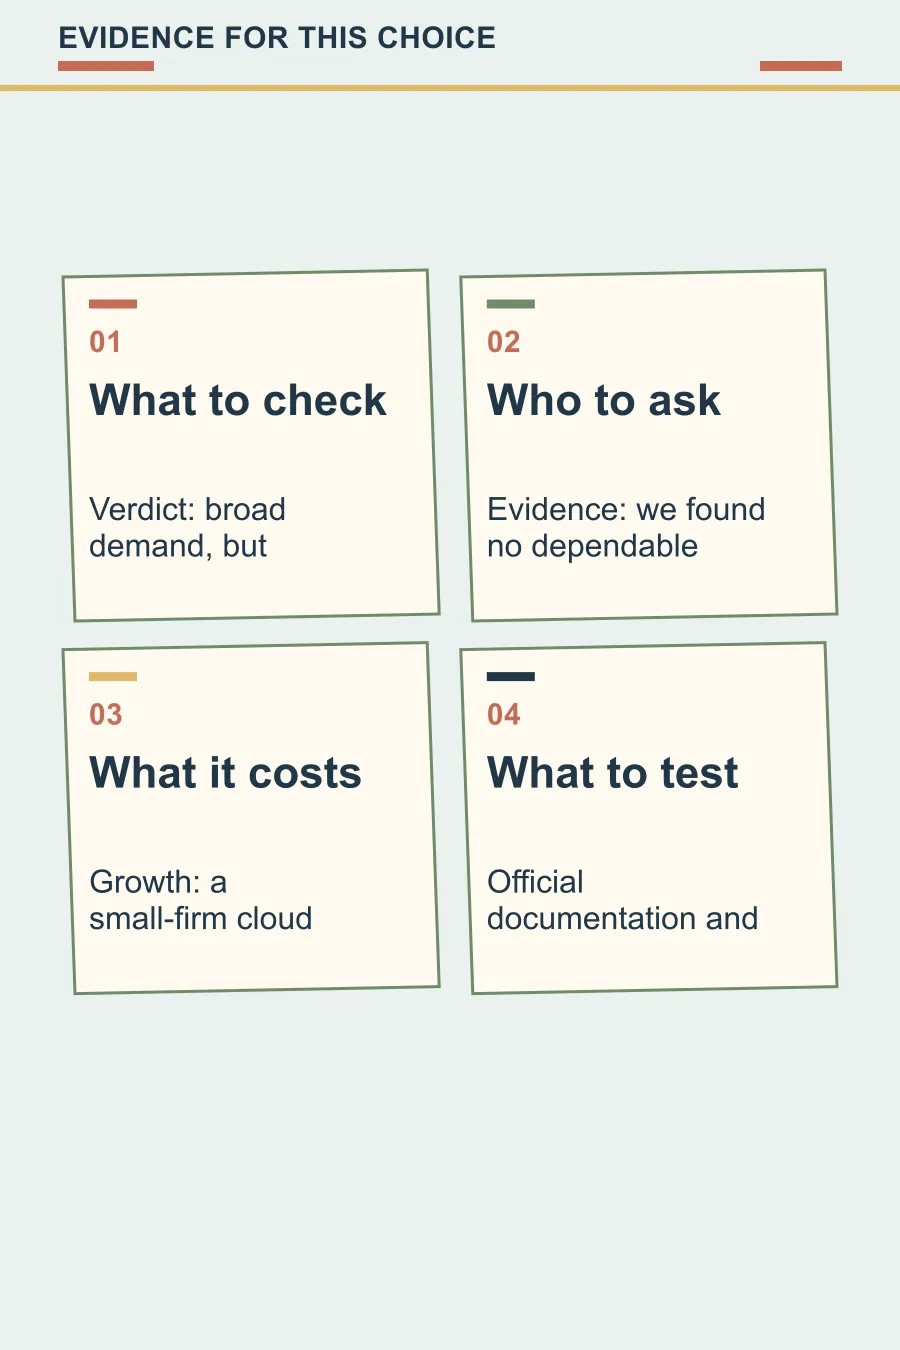 EVIDENCE FOR THIS CHOICE
01
What to check
Verdict: broad
demand, but
02
Who to ask
Evidence: we found
no dependable
03
What it costs
Growth: a
small-firm cloud
04
What to test
Official
documentation and